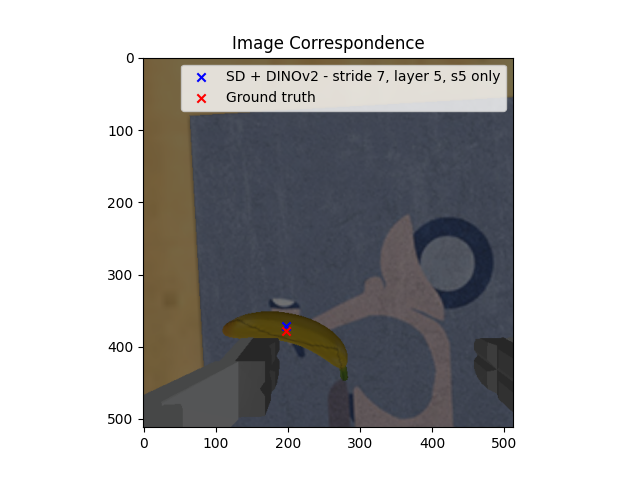 Image Correspondence
SD + DINOv2 - stride 7, layer 5, s5 only
Ground truth
0
100
200
300
400
500
0 100 200 300 400 500